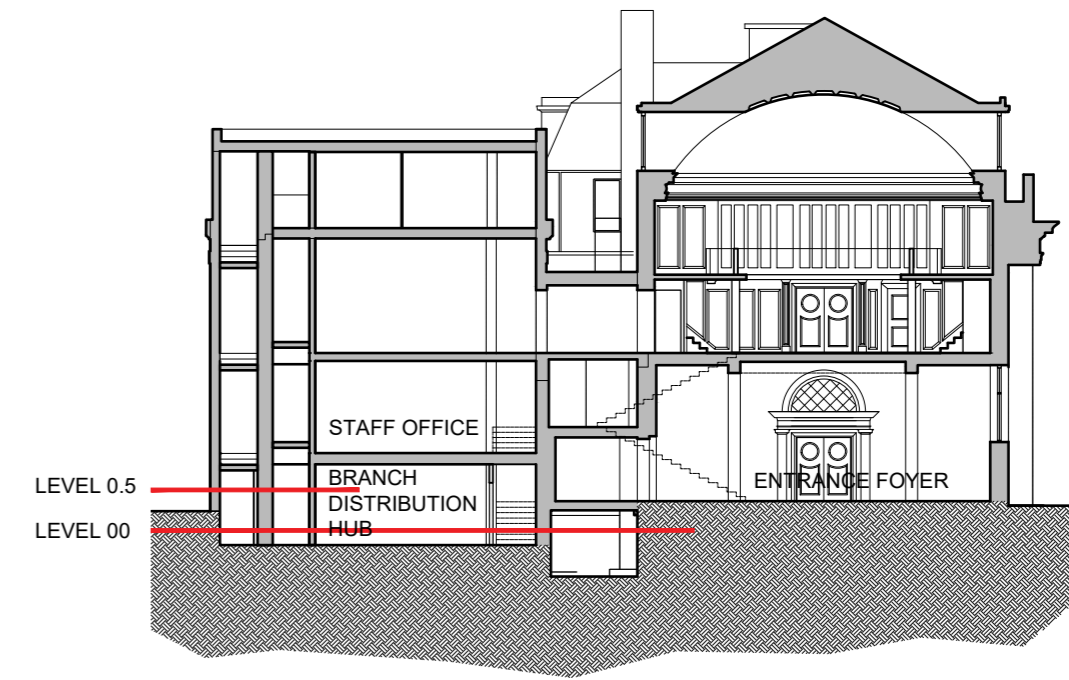 STAFF OFFICE
BRANCH
DISTRIBUTION
HUB
ENTRANCE FOYER
LEVEL 0.5
LEVEL 00